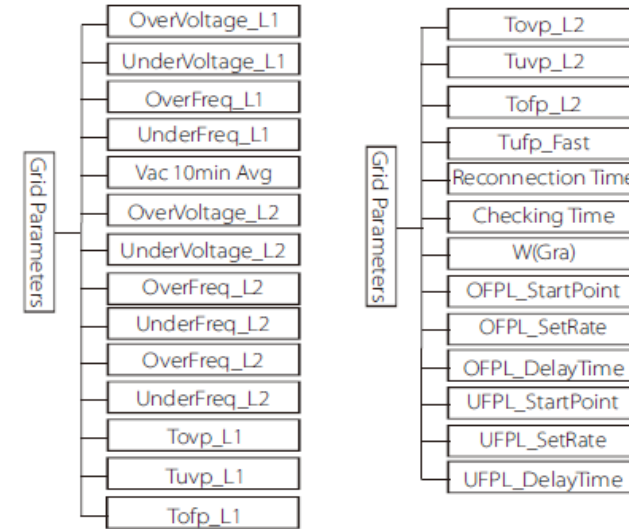 Grid Parameters
OverVoltage_L1
UnderVoltage_L1
OverFreq_L1
UnderFreq_L1
Vac 10min Avg
OverVoltage_L2
UnderVoltage_L2
OverFreq_L2
UnderFreq_L2
OverFreq_L2
UnderFreq_L2
Tovp_L1
Tuvp_L1
Tofp_L1
Grid Parameters
Tovp_L2
Tuvp_L2
Tofp_L2
Tufp_Fast
Reconnection Time
Checking Time
W(Gra)
OFPL_StartPoint
OFPL_SetRate
OFPL_DelayTime
UFPL_StartPoint
UFPL_SetRate
UFPL_DelayTime